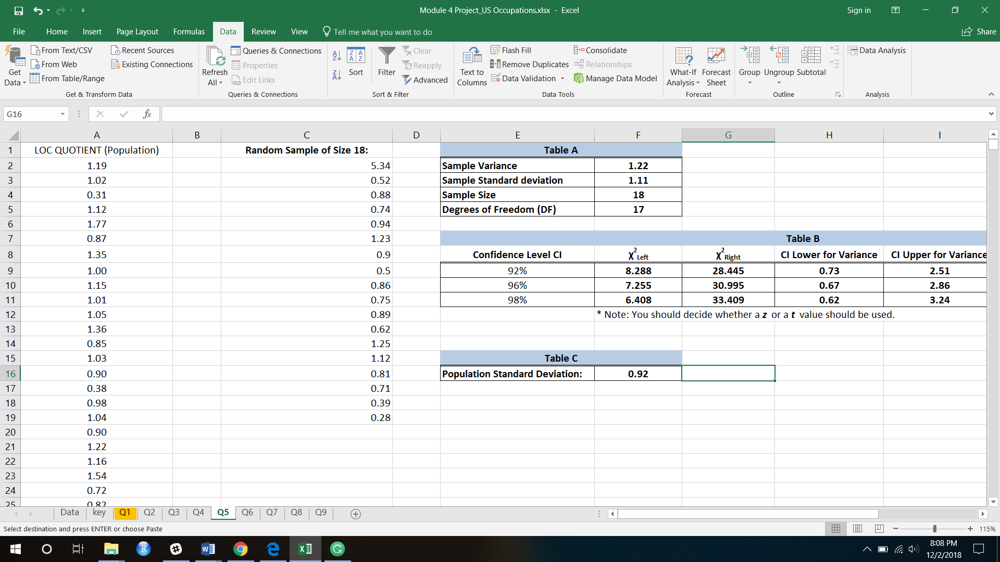 Module 4 Project_US Occupations.xlsx - Excel
Sign in
File Home Insert Page Layout Formulas Data Review View Tell me what you want to do
Share
Get Data
From Text/CSV
From Web
From Table/Range
Recent Sources
Existing Connections
Get & Transform Data
Refresh All
Queries & Connections
Properties
Edit Links
Queries & Connections
Sort
Filter
Clear
Reapply
Advanced
Sort & Filter
Text to Columns
Flash Fill
Remove Duplicates
Data Validation
Consolidate
Relationships
Manage Data Model
Data Tools
What-If Analysis
Forecast Sheet
Forecast
Group
Ungroup
Subtotal
Outline
Data Analysis
Analysis
G16
fx
A B C D E F G H I
1 LOC QUOTIENT (Population) Random Sample of Size 18: Table A
2 1.19 5.34 Sample Variance 1.22
3 1.02 0.52 Sample Standard deviation 1.11
4 0.31 0.88 Sample Size 18
5 1.12 0.74 Degrees of Freedom (DF) 17
6 1.77 0.94
7 0.87 1.23 Table B
8 1.35 0.9 Confidence Level CI χ² Left χ² Right CI Lower for Variance CI Upper for Variance
9 1.00 0.5 92% 8.288 28.445 0.73 2.51
10 1.15 0.86 96% 7.255 30.995 0.67 2.86
11 1.01 0.75 98% 6.408 33.409 0.62 3.24
12 1.05 0.89 * Note: You should decide whether a z or a t value should be used.
13 1.36 0.62
14 0.85 1.25
15 1.03 1.12 Table C
16 0.90 0.81 Population Standard Deviation: 0.92
17 0.38 0.71
18 0.98 0.39
19 1.04 0.28
20 0.90
21 1.22
22 1.16
23 1.54
24 0.72
25 0.82
Data key Q1 Q2 Q3 Q4 Q5 Q6 Q7 Q8 Q9
Select destination and press ENTER or choose Paste
115%
8:08 PM
12/2/2018